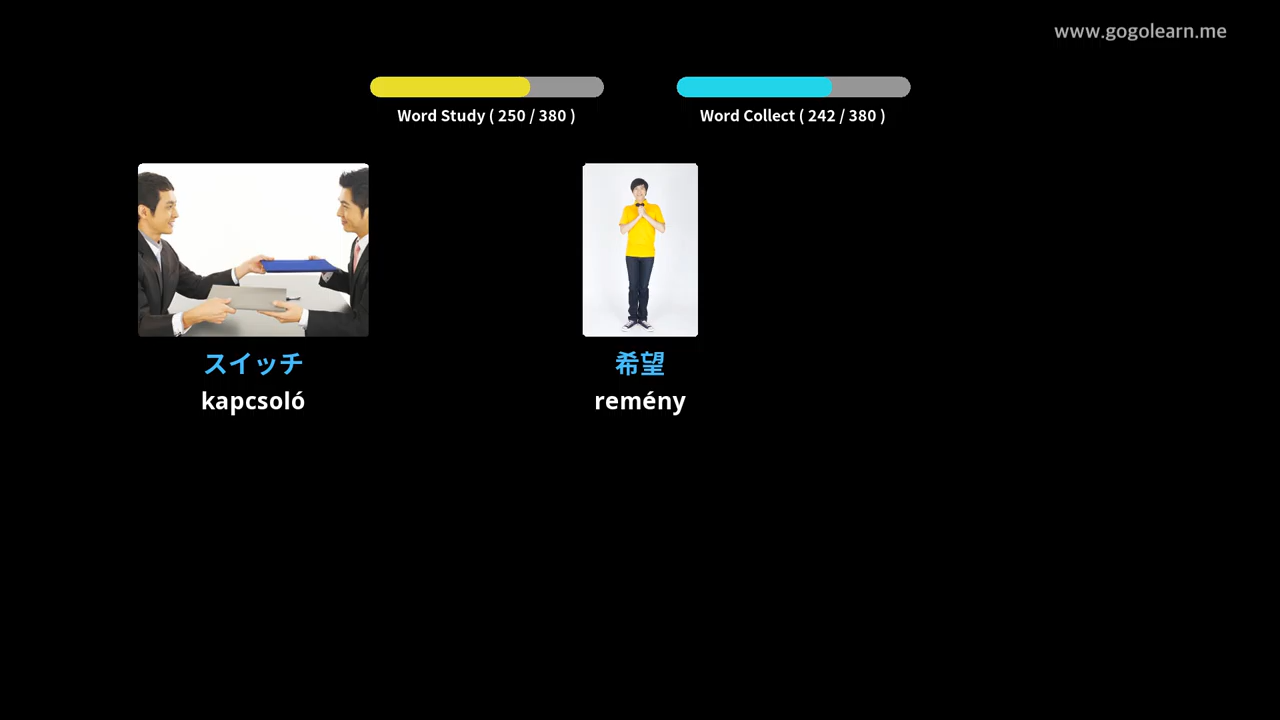 www.gogolearn.me
Word Study ( 250 / 380 )
Word Collect ( 242 / 380 )
スイッチ
kapcsoló
希望
remény